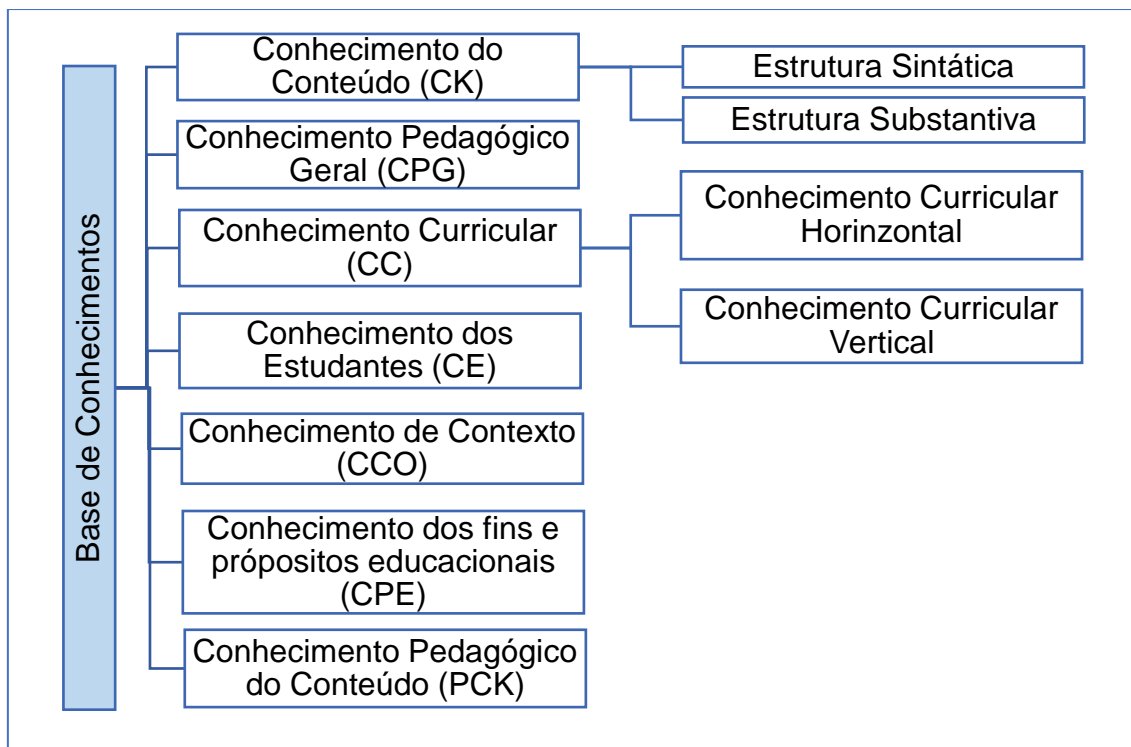 Base de Conhecimentos
Conhecimento do
Conteúdo (CK)
Estrutura Sintática
Estrutura Substantiva
Conhecimento Pedagógico
Geral (CPG)
Conhecimento Curricular
(CC)
Conhecimento Curricular
Horinzontal
Conhecimento Curricular
Vertical
Conhecimento dos
Estudantes (CE)
Conhecimento de Contexto
(CCO)
Conhecimento dos fins e
própositos educacionais
(CPE)
Conhecimento Pedagógico
do Conteúdo (PCK)